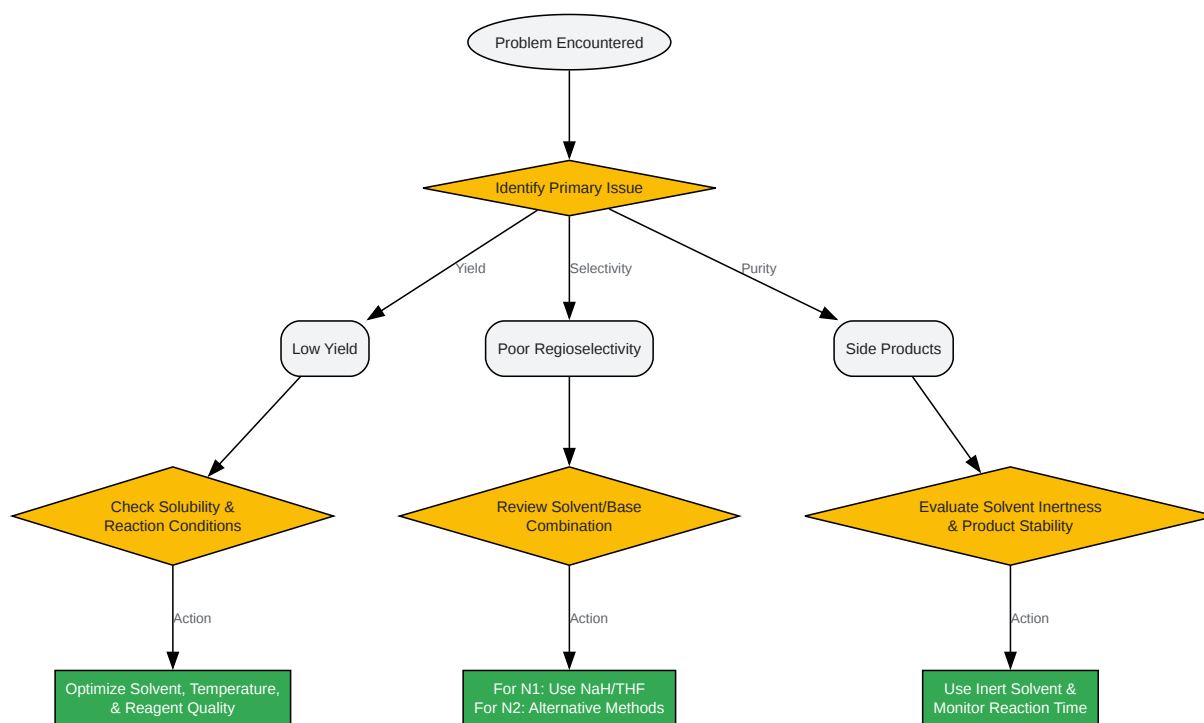 Problem Encountered
Identify Primary Issue
Yield
Selectivity
Purity
Low Yield
Poor Regioselectivity
Side Products
Check Solubility &
Reaction Conditions
Review Solvent/Base
Combination
Evaluate Solvent Inertness
& Product Stability
Action
Action
Action
Optimize Solvent, Temperature,
& Reagent Quality
For N1: Use NaH/THF
For N2: Alternative Methods
Use Inert Solvent &
Monitor Reaction Time